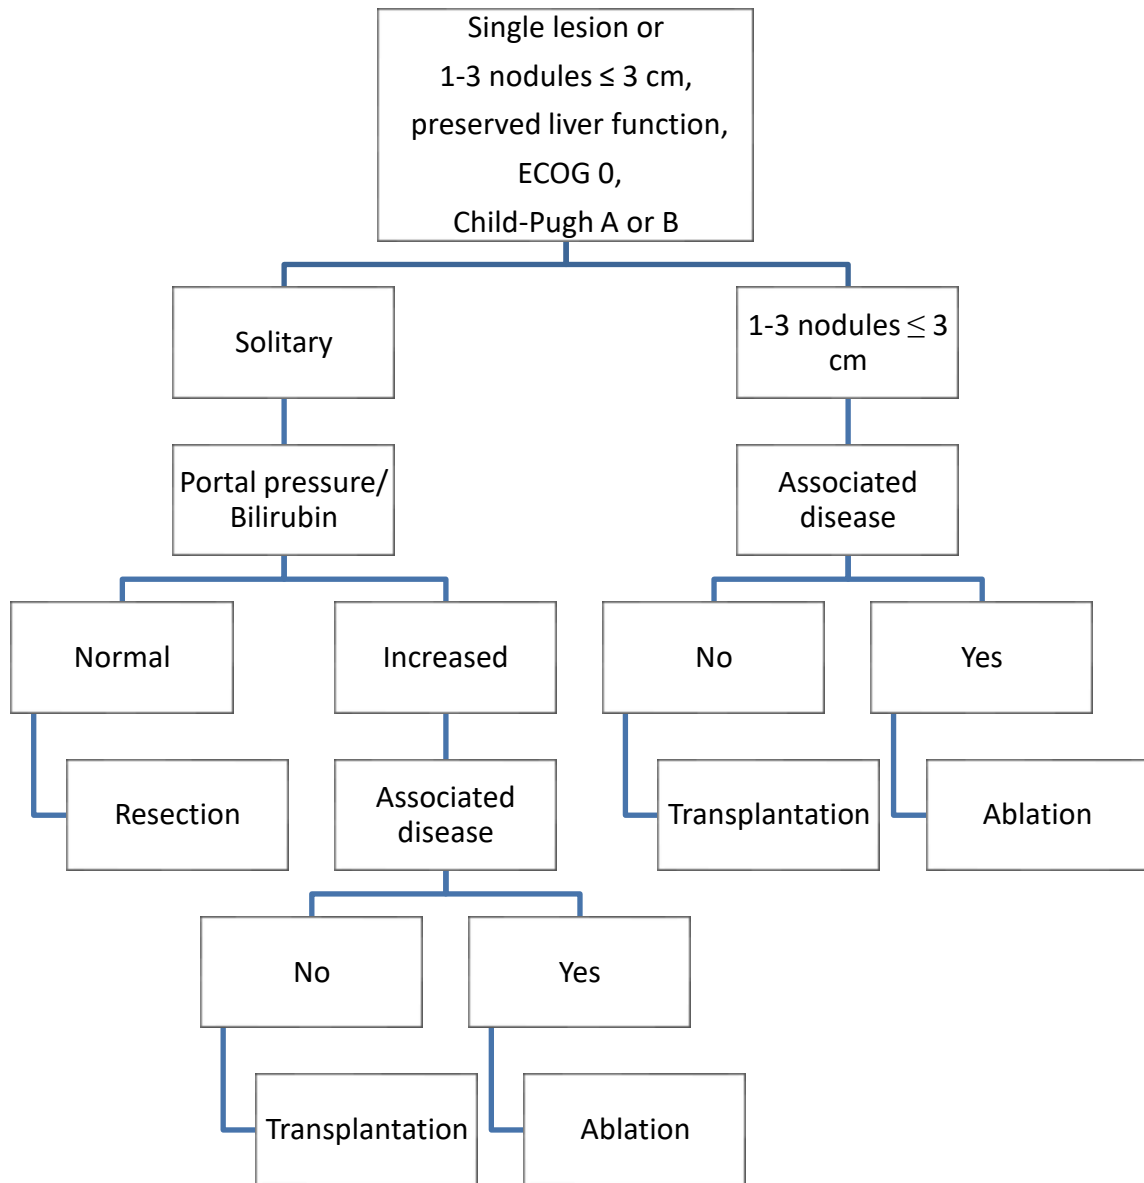 Single lesion or
1-3 nodules ≤ 3 cm,
preserved liver function,
ECOG 0,
Child-Pugh A or B
Solitary
1-3 nodules ≤ 3
cm
Portal pressure/
Bilirubin
Associated
disease
Normal
Increased
No
Yes
Resection
Associated
disease
Transplantation
Ablation
No
Yes
Transplantation
Ablation